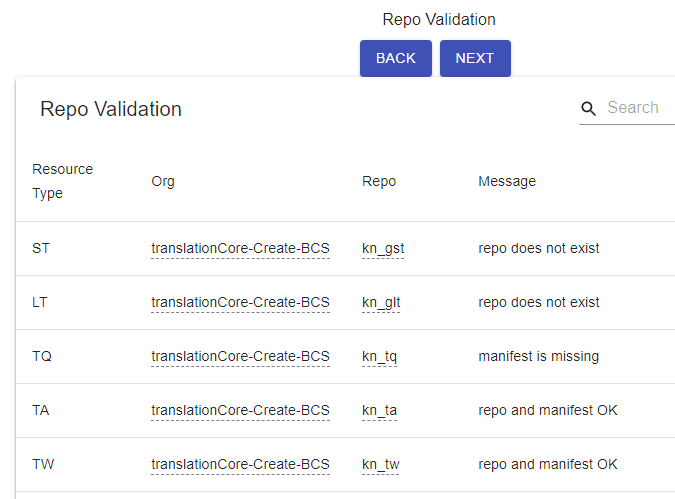 Repo Validation
BACK NEXT
Repo Validation
Search
Resource Type Org Repo Message
ST translationCore-Create-BCS kn_gst repo does not exist
LT translationCore-Create-BCS kn_glt repo does not exist
TQ translationCore-Create-BCS kn_tq manifest is missing
TA translationCore-Create-BCS kn_ta repo and manifest OK
TW translationCore-Create-BCS kn_tw repo and manifest OK